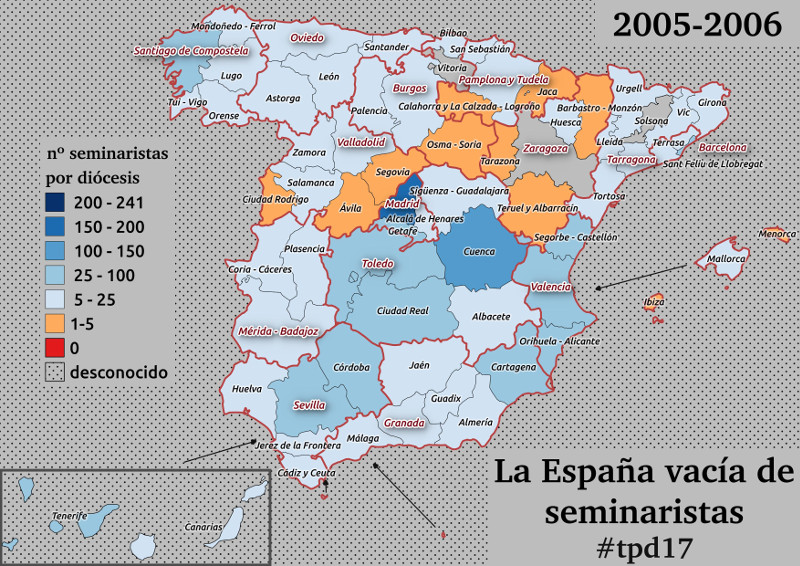 2005-2006
Mondoñedo - Ferrol
Bilbao
Oviedo
Santander
San Sebastián
Santiago de Compostela
Vitoria
Pamplona y Tudela
Lugo
León
Burgos
Jaca
Urgell
Girona
Astorga
Palencia
Calahorra y La Calzada - Logroño
Barbastro - Monzón
Tui - Vigo
Orense
Huesca
Solsona
Vic
Valladolid
Osma - Soria
Zaragoza
Lleida
Terrasa
Barcelona
Zamora
Tarazona
Tarragona
Sant Feliu de Llobregat
Segovia
Salamanca
Sigüenza - Guadalajara
Tortosa
Ciudad Rodrigo
Ávila
Madrid
Teruel y Albarracín
Alcalá de Henares
Getafe
Segorbe - Castellón
Menorca
Plasencia
Cuenca
Mallorca
Coria - Cáceres
Toledo
Valencia
Ibiza
Ciudad Real
Albacete
Mérida - Badajoz
Orihuela - Alicante
Córdoba
Jaén
Cartagena
Huelva
Guadix
Sevilla
Granada
Almería
Jerez de la Frontera
Málaga
Cádiz y Ceuta
Tenerife
Canarias
nº seminaristas
por diócesis
200 - 241
150 - 200
100 - 150
25 - 100
5 - 25
1-5
0
desconocido
La España vacía de
seminaristas
#tpd17